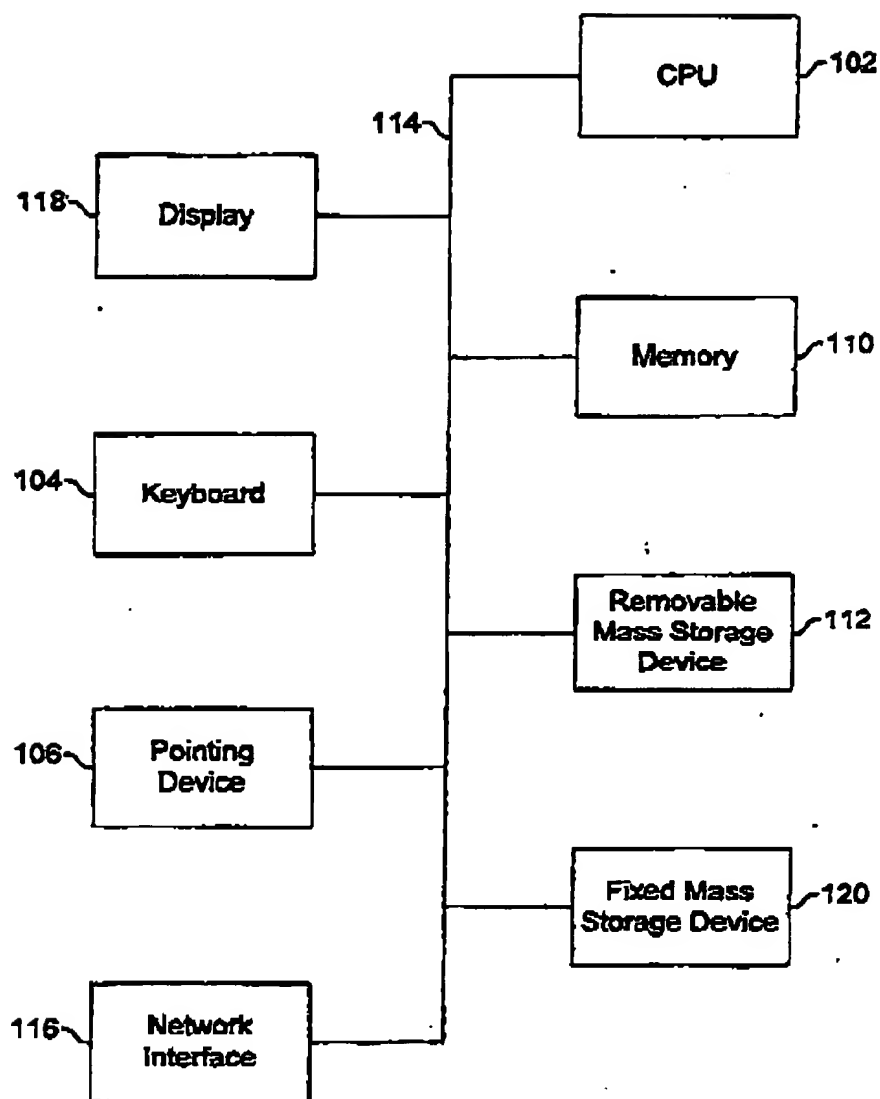 CPU
102
114
118
Display
Memory
110
104
Keyboard
Removable
Mass Storage
Device
112
106
Pointing
Device
Fixed Mass
Storage Device
120
116
Network
Interface